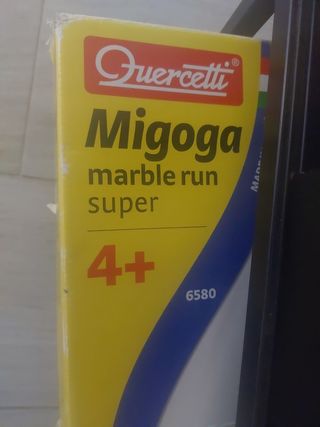 Quercetti®
Migoga
marble run
super
4+
6580